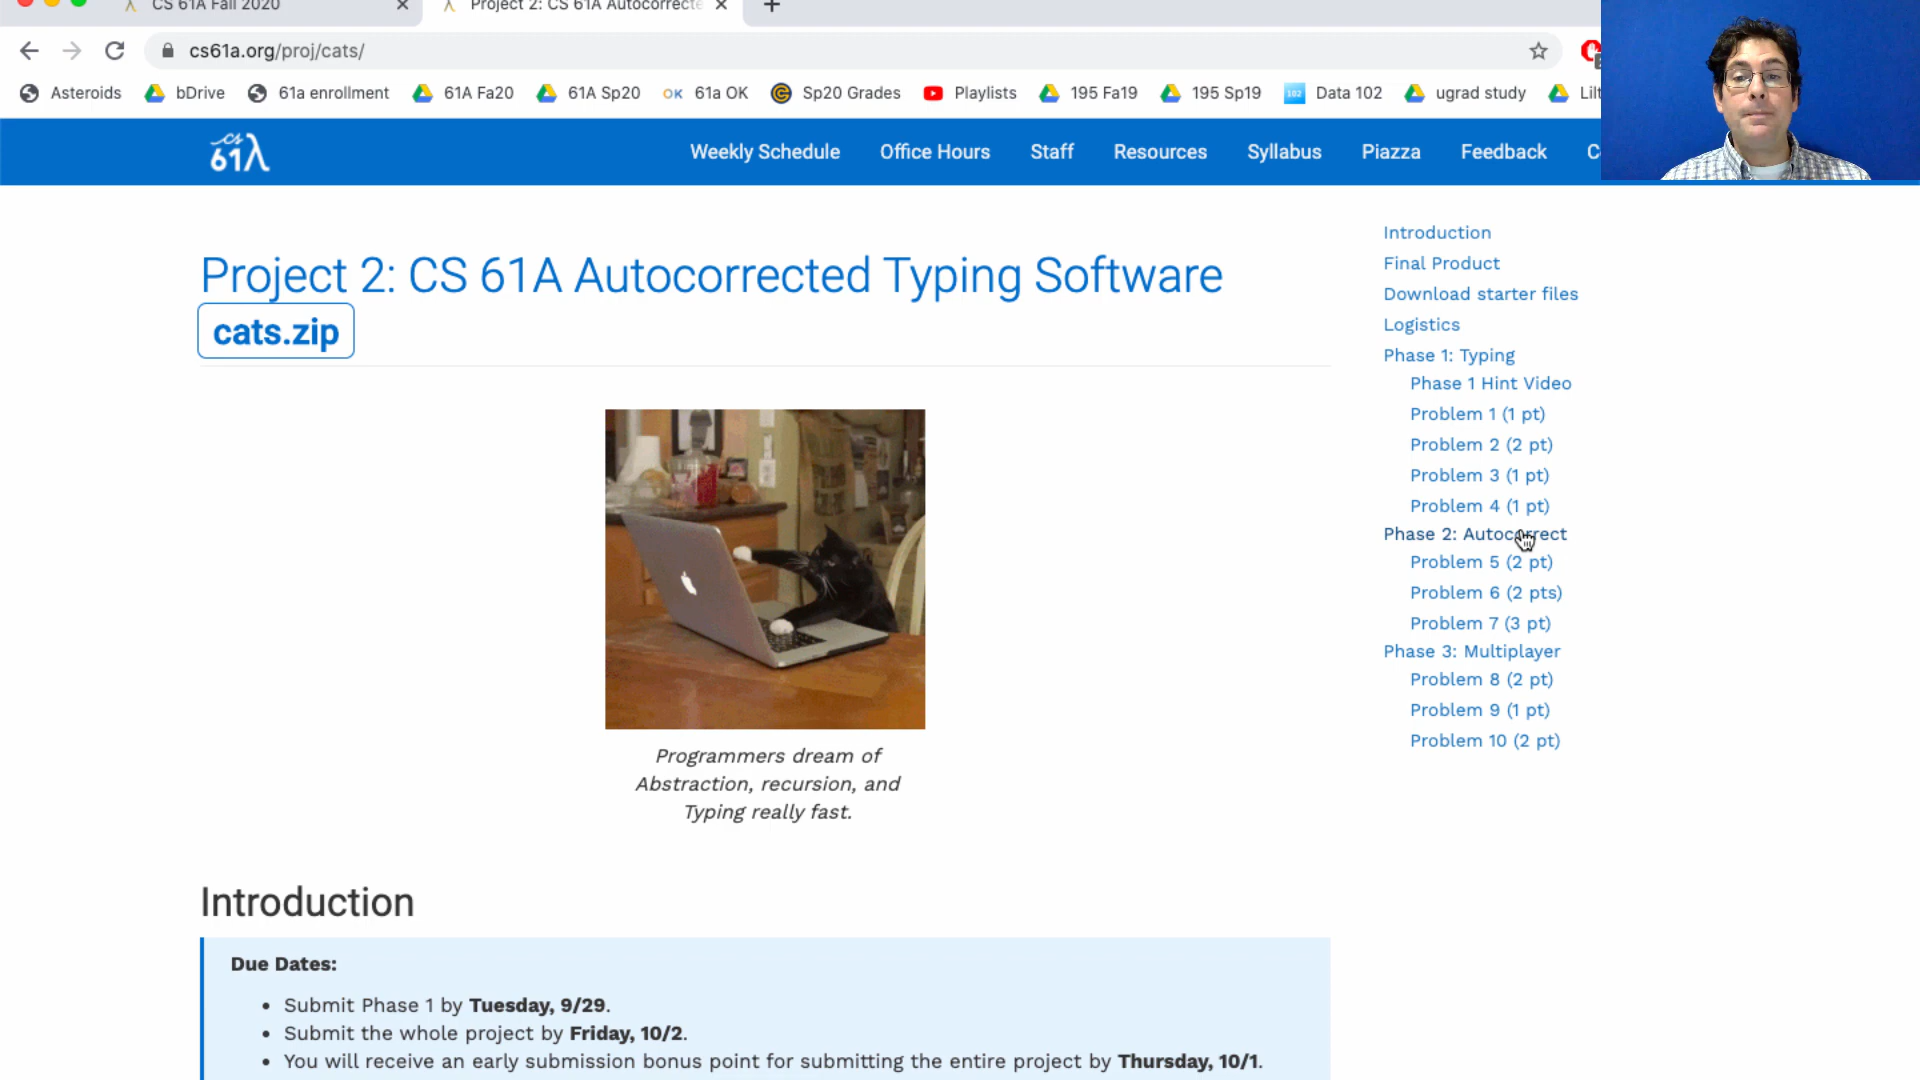 CS 61A Fall 2020
Project 2: CS 61A Autocorrecte
cs61a.org/proj/cats/
Asteroids bDrive 61a enrollment 61A Fa20 61A Sp20 OK 61a OK Sp20 Grades Playlists 195 Fa19 195 Sp19 102 Data 102 ugrad study Lilt
cs 61λ Weekly Schedule Office Hours Staff Resources Syllabus Piazza Feedback C
Project 2: CS 61A Autocorrected Typing Software
cats.zip
Programmers dream of
Abstraction, recursion, and
Typing really fast.
Introduction
Due Dates:
• Submit Phase 1 by Tuesday, 9/29.
• Submit the whole project by Friday, 10/2.
• You will receive an early submission bonus point for submitting the entire project by Thursday, 10/1.
Introduction
Final Product
Download starter files
Logistics
Phase 1: Typing
Phase 1 Hint Video
Problem 1 (1 pt)
Problem 2 (2 pt)
Problem 3 (1 pt)
Problem 4 (1 pt)
Phase 2: Autocorrect
Problem 5 (2 pt)
Problem 6 (2 pts)
Problem 7 (3 pt)
Phase 3: Multiplayer
Problem 8 (2 pt)
Problem 9 (1 pt)
Problem 10 (2 pt)